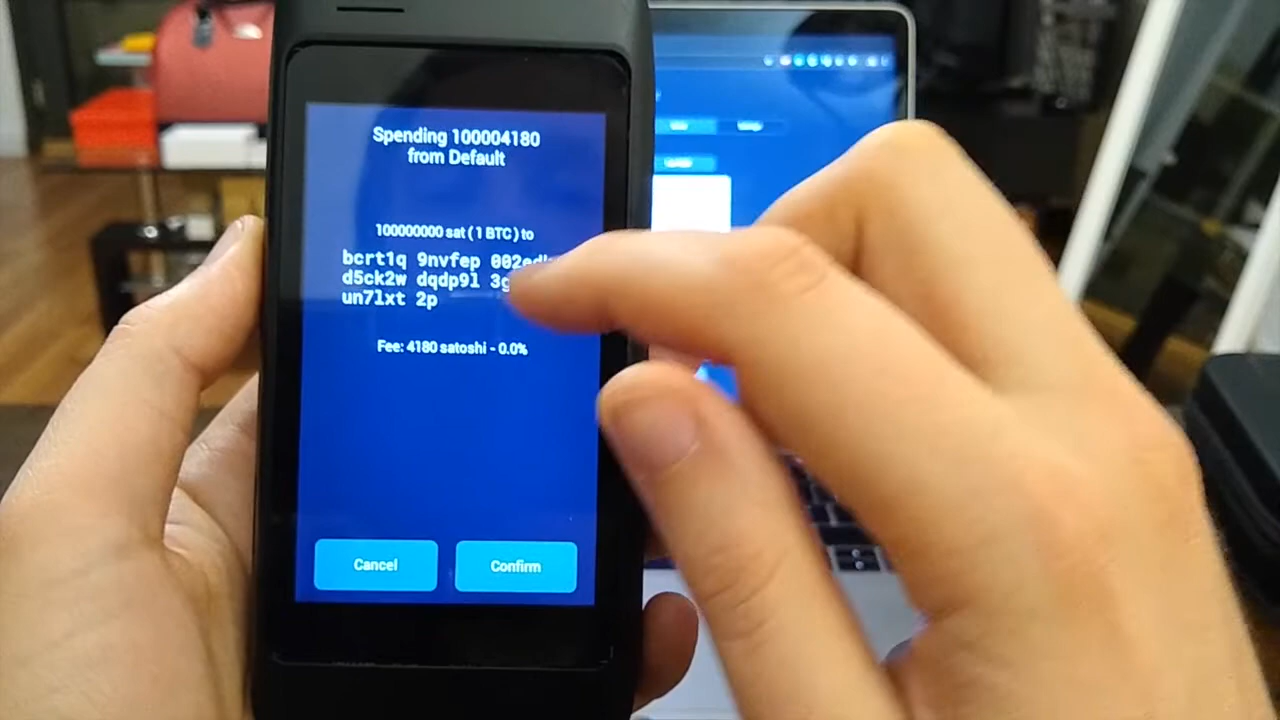 Spending 100004180
from Default
100000000 sat ( 1 BTC ) to
bcrt1q 9nvfep
d5ck2w dqdp9l
un7lxt 2p
Fee: 4180 satoshi - 0.0%
Cancel
Confirm